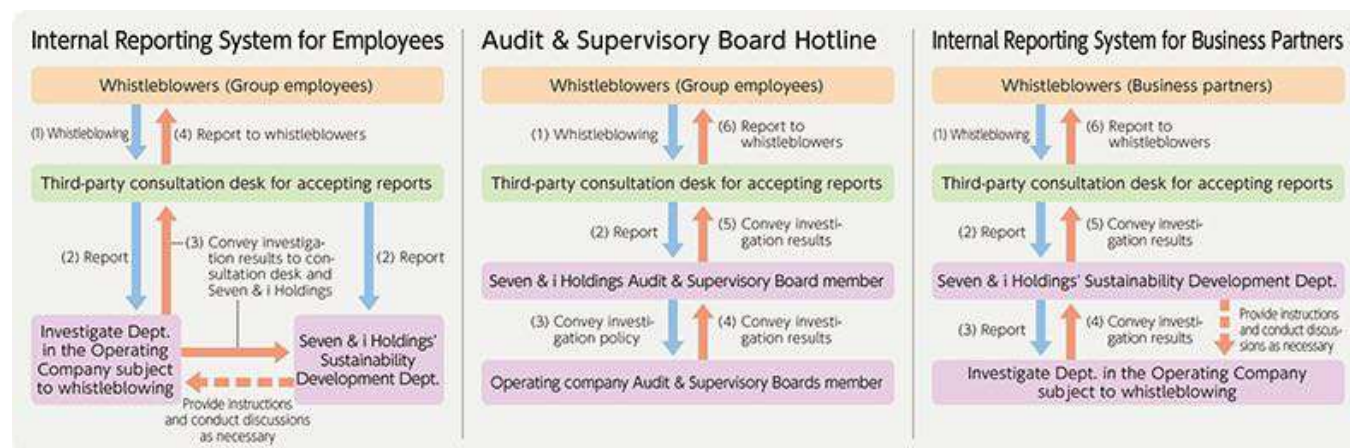 Internal Reporting System for Employees
Whistleblowers (Group employees)
(1) Whistleblowing
(4) Report to whistleblowers
Third-party consultation desk for accepting reports
(2) Report
(3) Convey investiga-
tion results to con-
sultation desk and
Seven & i Holdings
(2) Report
Investigate Dept.
in the Operating
Company subject
to whistleblowing
Seven & i Holdings'
Sustainability
Development Dept.
Provide instructions
and conduct discussions
as necessary
Audit & Supervisory Board Hotline
Whistleblowers (Group employees)
(1) Whistleblowing
(6) Report to
whistleblowers
Third-party consultation desk for accepting reports
(2) Report
(5) Convey investi-
gation results
Seven & i Holdings Audit & Supervisory Board member
(3) Convey investi-
gation policy
(4) Convey investi-
gation results
Operating company Audit & Supervisory Boards member
Internal Reporting System for Business Partners
Whistleblowers (Business partners)
(1) Whistleblowing
(6) Report to
whistleblowers
Third-party consultation desk for accepting reports
(2) Report
(5) Convey investi-
gation results
Seven & i Holdings' Sustainability Development Dept.
(3) Report
(4) Convey investi-
gation results
Provide instructions
and conduct discus-
sions as necessary
Investigate Dept. in the Operating Company
subject to whistleblowing